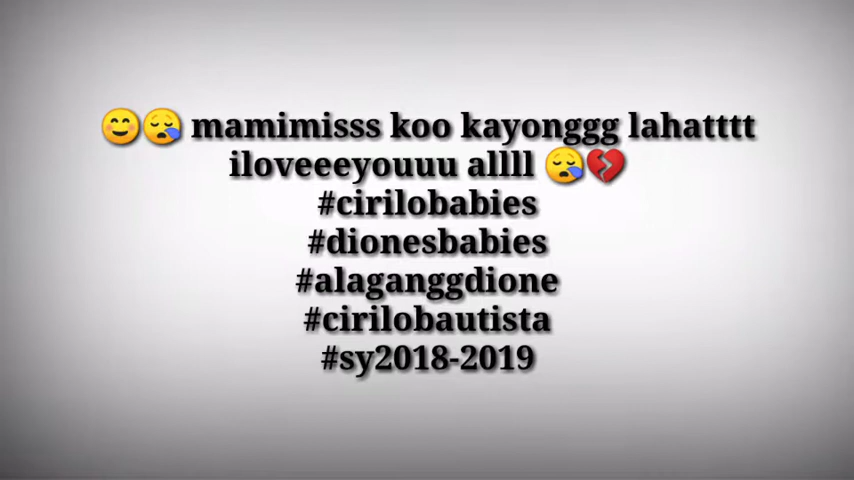 😊😪 mamimisss koo kayonggg lahatttt
iloveeeyouuu allll 😪💔
#cirilobabies
#dionesbabies
#alaganggdione
#cirilobautista
#sy2018-2019